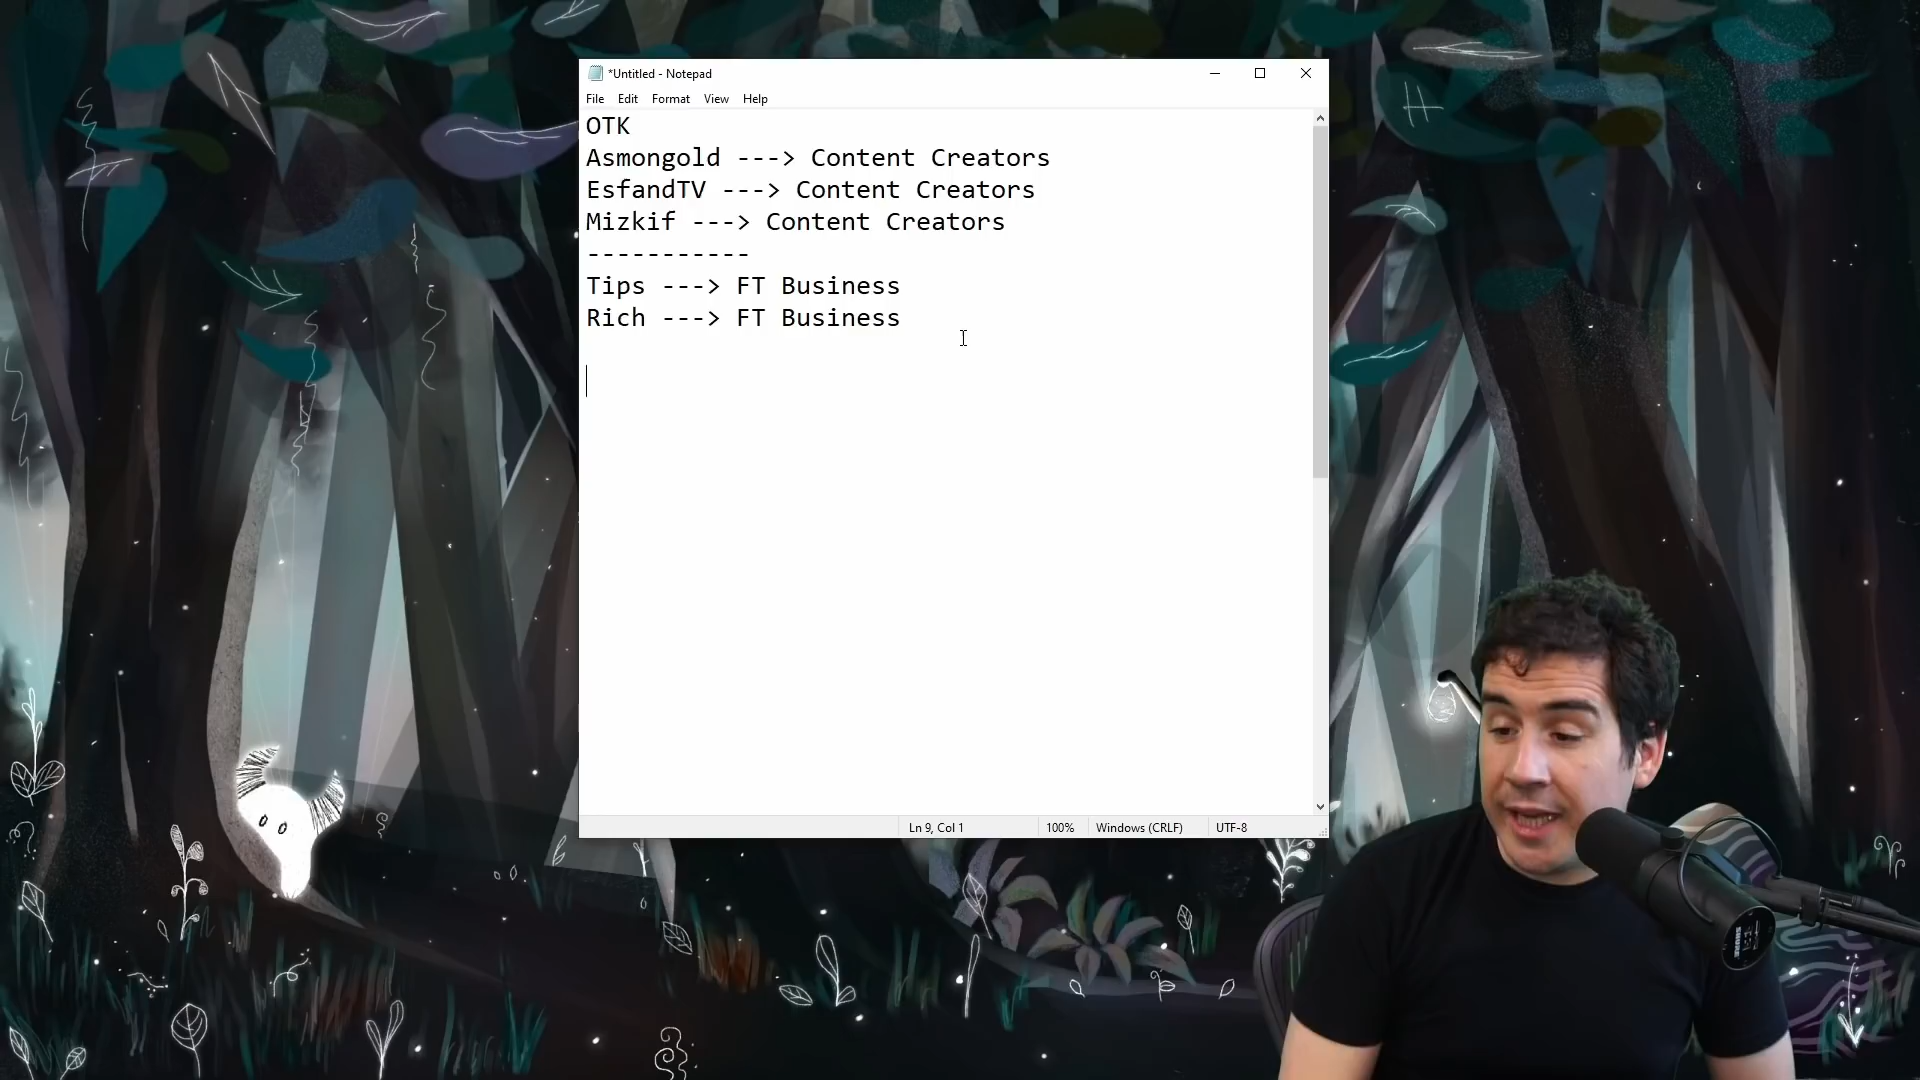 *Untitled - Notepad
File Edit Format View Help
OTK
Asmongold ---> Content Creators
EsfandTV ---> Content Creators
Mizkif ---> Content Creators
-----------
Tips ---> FT Business
Rich ---> FT Business
Ln 9, Col 1 100% Windows (CRLF) UTF-8
SHURE